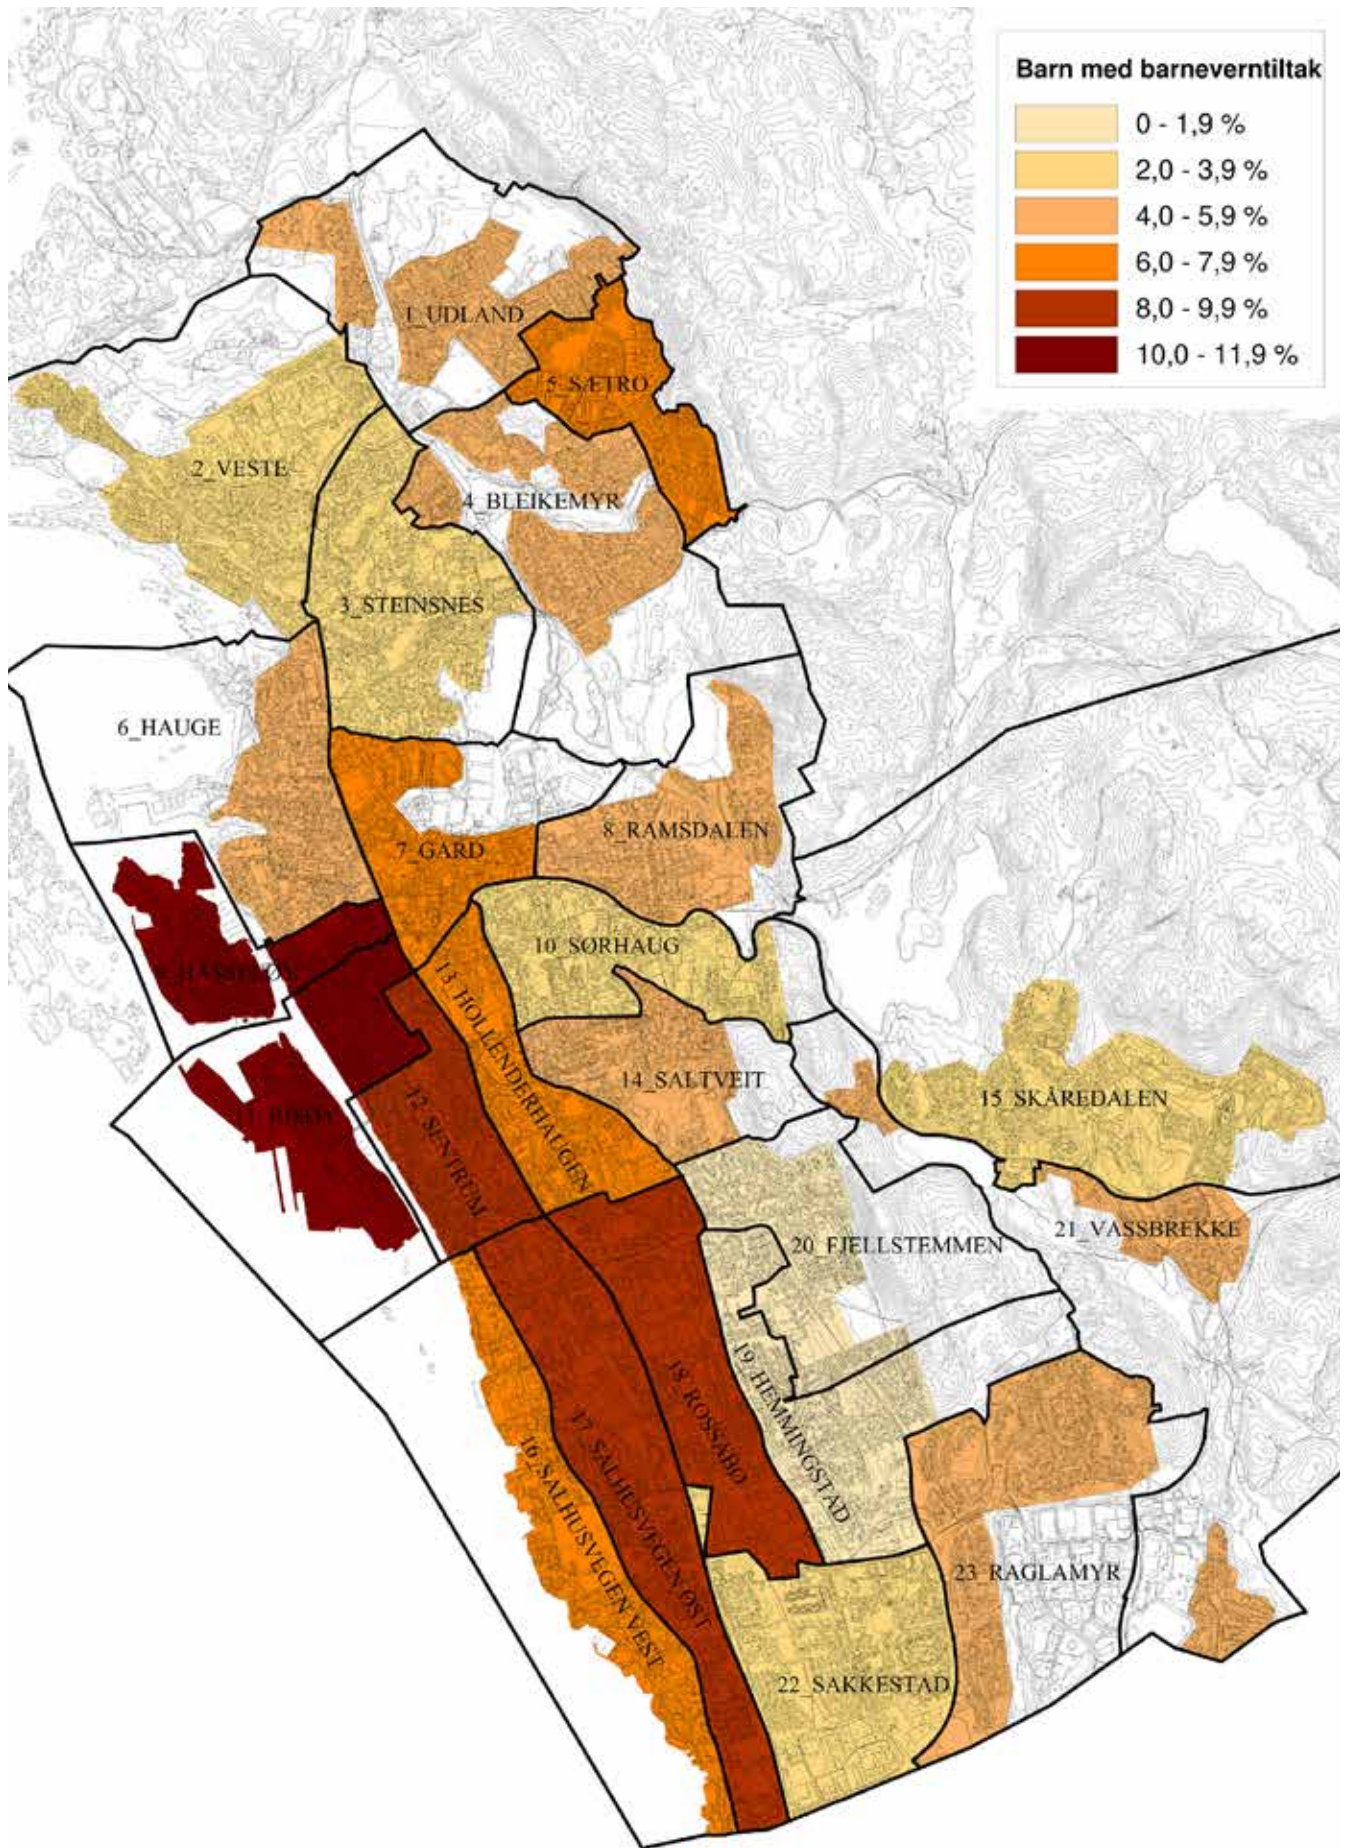 Barn med barneverntiltak
0 - 1,9 %
2,0 - 3,9 %
4,0 - 5,9 %
6,0 - 7,9 %
8,0 - 9,9 %
10,0 - 11,9 %
1_UDLAND
5_SÆTRO
2_VESTE
4_BLEIKEMYR
3_STEINSNES
6_HAUGE
8_RAMSDALEN
7_GARD
10_SØRHAUG
13_HOLLENDERHAUGEN
14_SALTVEIT
15_SKÅREDALEN
12_SENTRUM
21_VASSBREKKE
20_FJELLSTEMMEN
19_HEMMINGSTAD
18_ROSSABØ
17_SALHUSVEGEN ØST
16_SALHUSVEGEN VEST
23_RAGLAMYR
22_SAKKESTAD